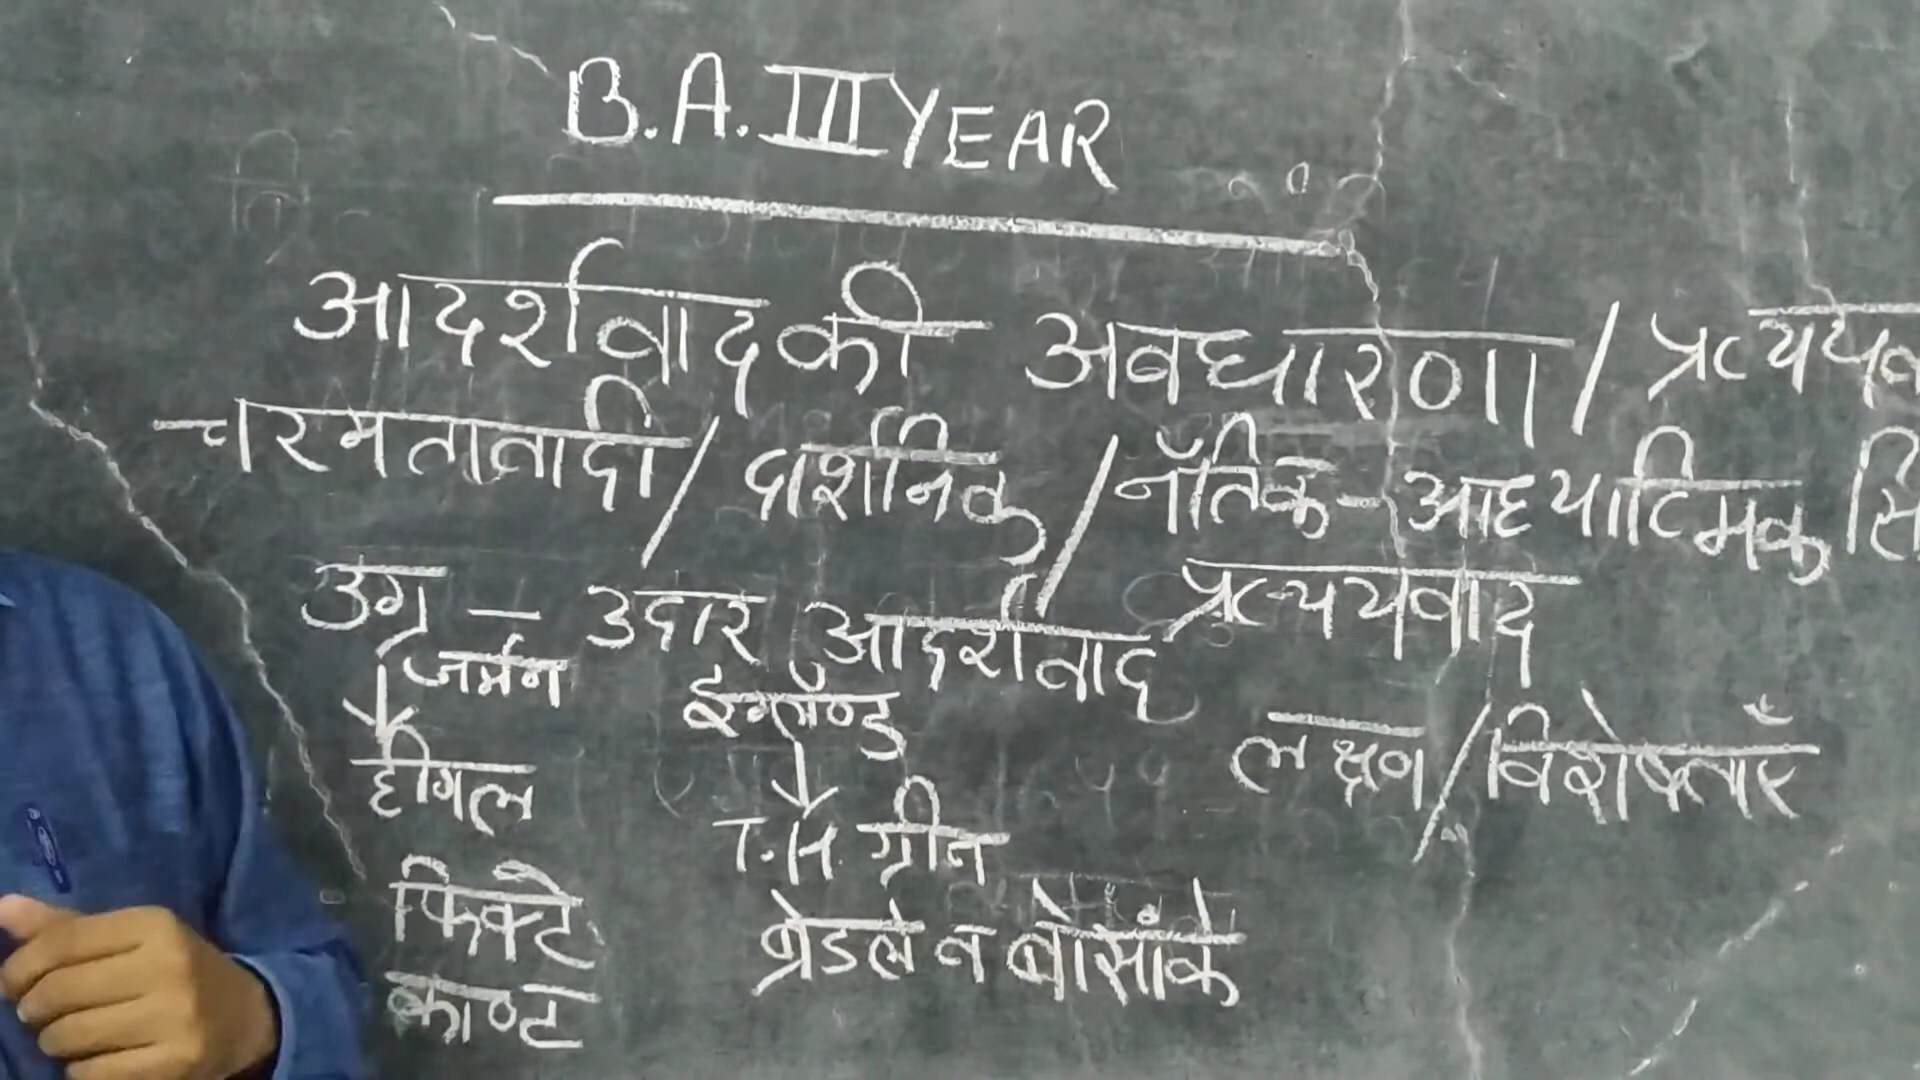 B.A. III YEAR
आदर्शवाद की अवधारणा / प्रत्ययव
चरमतावादी / दार्शनिक / नैतिक - आध्यात्मिक सि
उग्र - उदार आदर्शवाद प्रत्ययवाद
जर्मन इंग्लैण्ड
लक्षण / विशेषताएँ
हीगल T.H. ग्रीन
फिक्टे ब्रेडले व बोसांके
काण्ट